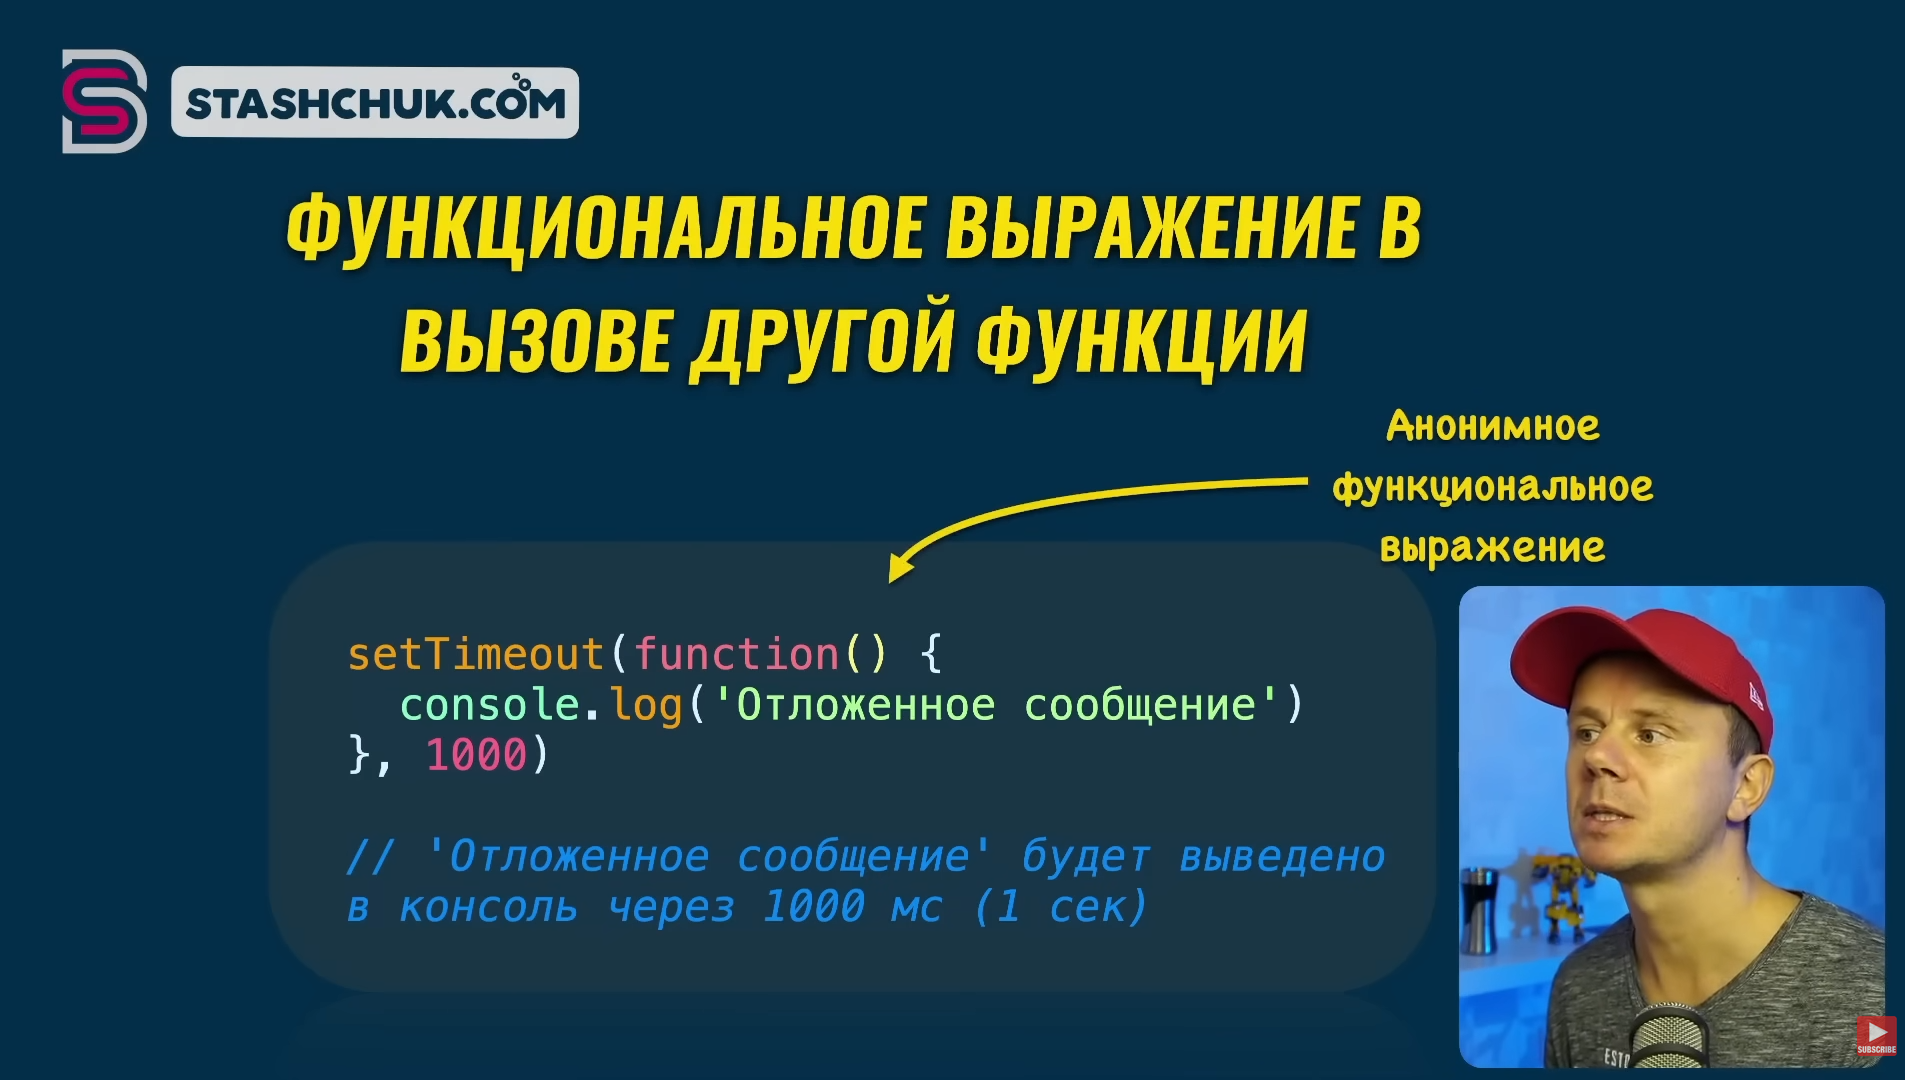 STASHCHUK.COM
ФУНКЦИОНАЛЬНОЕ ВЫРАЖЕНИЕ В
ВЫЗОВЕ ДРУГОЙ ФУНКЦИИ
Анонимное
функциональное
выражение
setTimeout(function() {
  console.log('Отложенное сообщение')
}, 1000)
// 'Отложенное сообщение' будет выведено
в консоль через 1000 мс (1 сек)
SUBSCRIBE